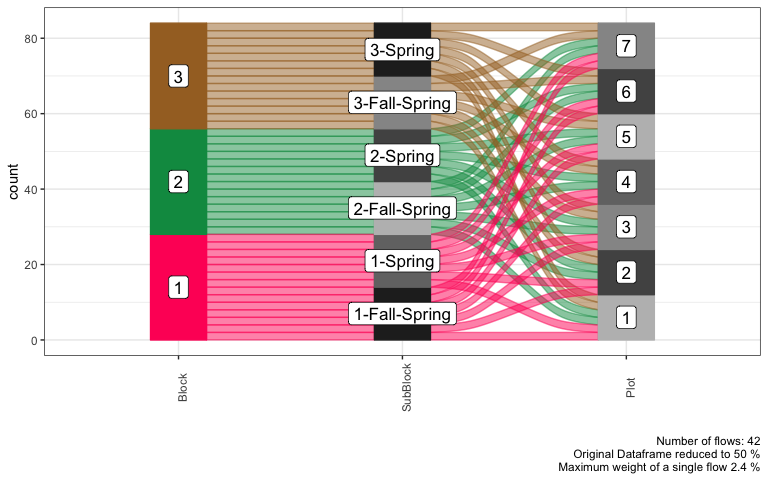 count
80
60
40
20
0
3
2
1
3-Spring
3-Fall-Spring
2-Spring
2-Fall-Spring
1-Spring
1-Fall-Spring
7
6
5
4
3
2
1
Block
SubBlock
Plot
Number of flows: 42
Original Dataframe reduced to 50 %
Maximum weight of a single flow 2.4 %